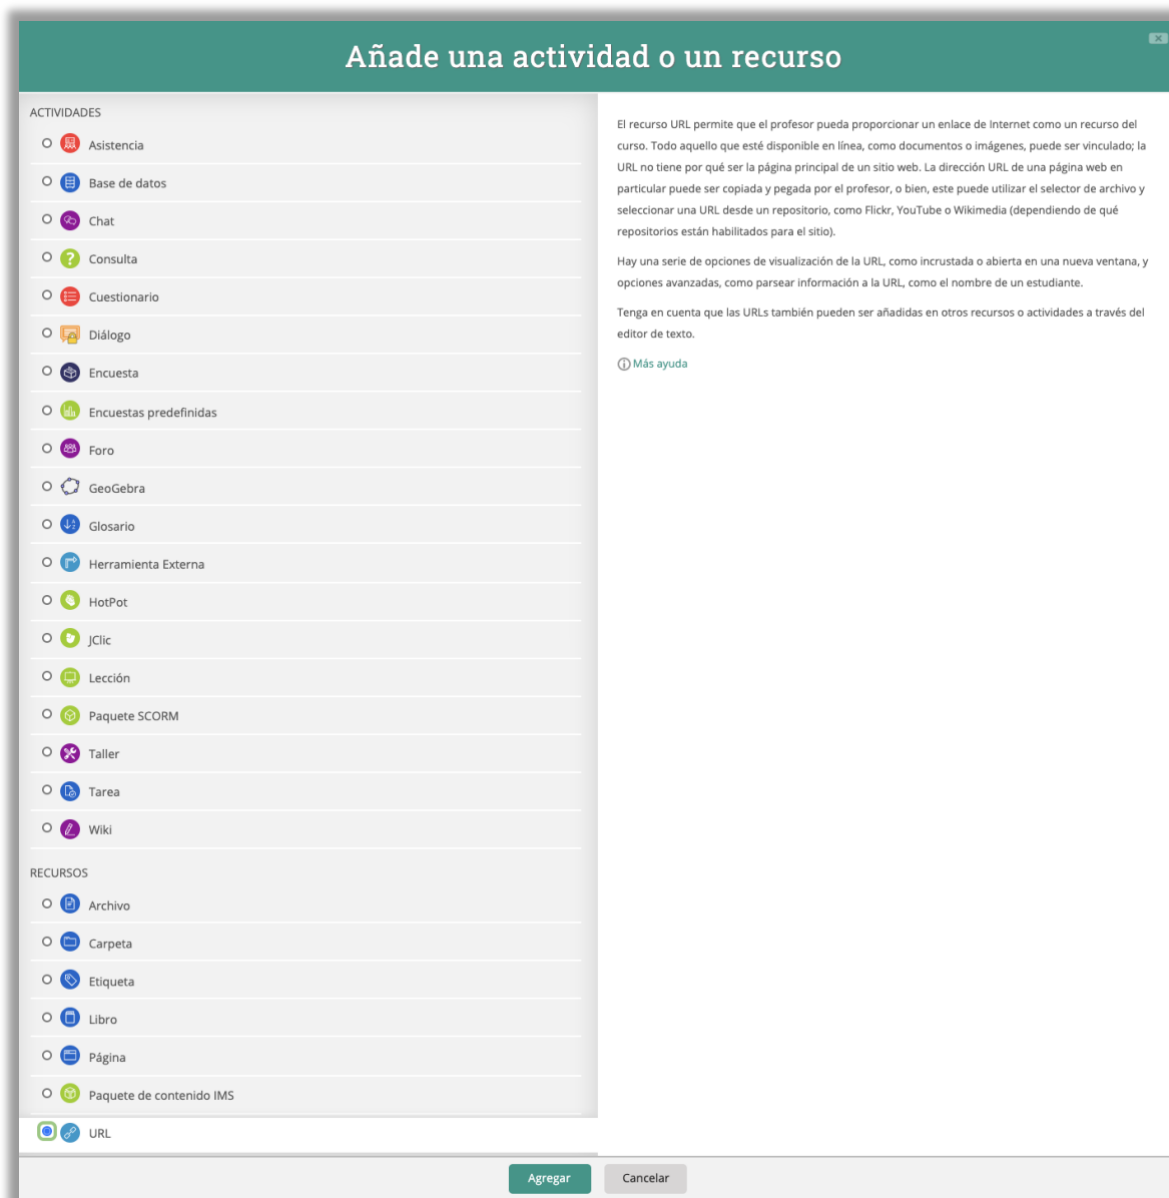 Añade una actividad o un recurso
ACTIVIDADES
Asistencia
Base de datos
Chat
Consulta
Cuestionario
Diálogo
Encuesta
Encuestas predefinidas
Foro
GeoGebra
Glosario
Herramienta Externa
HotPot
JClic
Lección
Paquete SCORM
Taller
Tarea
Wiki
RECURSOS
Archivo
Carpeta
Etiqueta
Libro
Página
Paquete de contenido IMS
URL
El recurso URL permite que el profesor pueda proporcionar un enlace de Internet como un recurso del
curso. Todo aquello que esté disponible en línea, como documentos o imágenes, puede ser vinculado; la
URL no tiene por qué ser la página principal de un sitio web. La dirección URL de una página web en
particular puede ser copiada y pegada por el profesor, o bien, este puede utilizar el selector de archivo y
seleccionar una URL desde un repositorio, como Flickr, YouTube o Wikimedia (dependiendo de qué
repositorios están habilitados para el sitio).
Hay una serie de opciones de visualización de la URL, como incrustada o abierta en una nueva ventana, y
opciones avanzadas, como parsear información a la URL, como el nombre de un estudiante.
Tenga en cuenta que las URLs también pueden ser añadidas en otros recursos o actividades a través del
editor de texto.
Más ayuda
Agregar
Cancelar